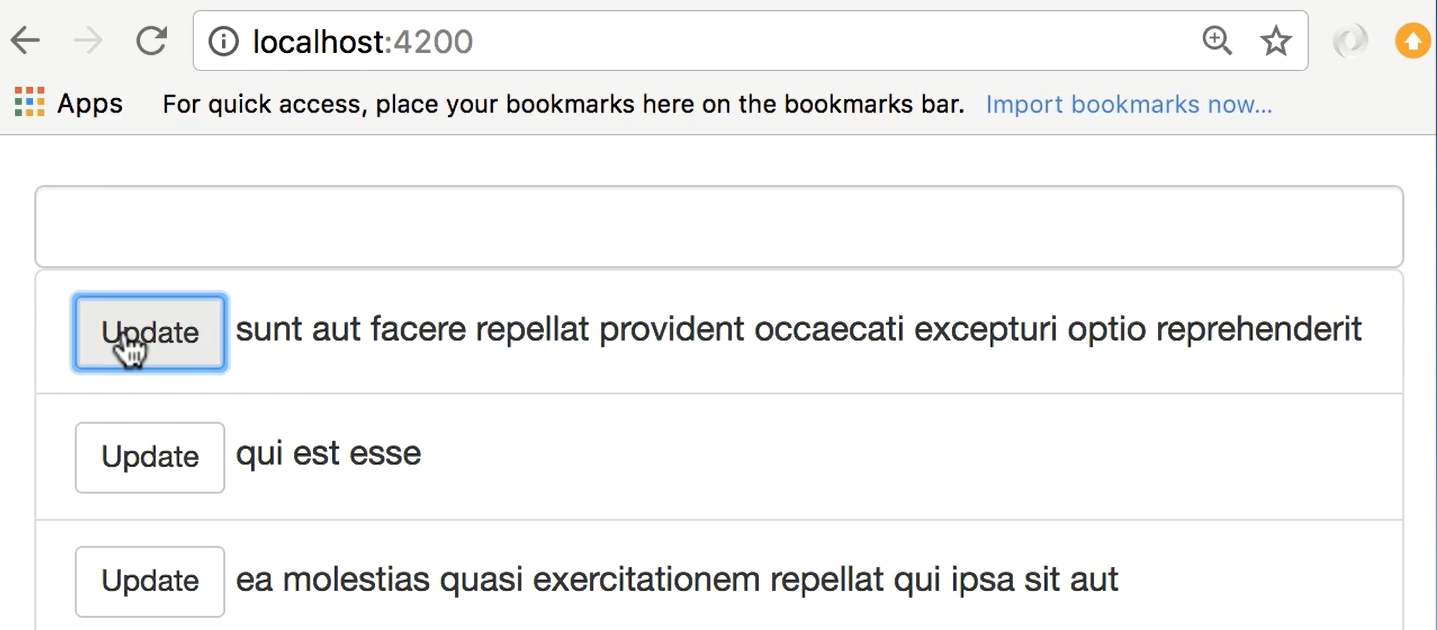 localhost:4200
Apps For quick access, place your bookmarks here on the bookmarks bar. Import bookmarks now...
Update sunt aut facere repellat provident occaecati excepturi optio reprehenderit
Update qui est esse
Update ea molestias quasi exercitationem repellat qui ipsa sit aut